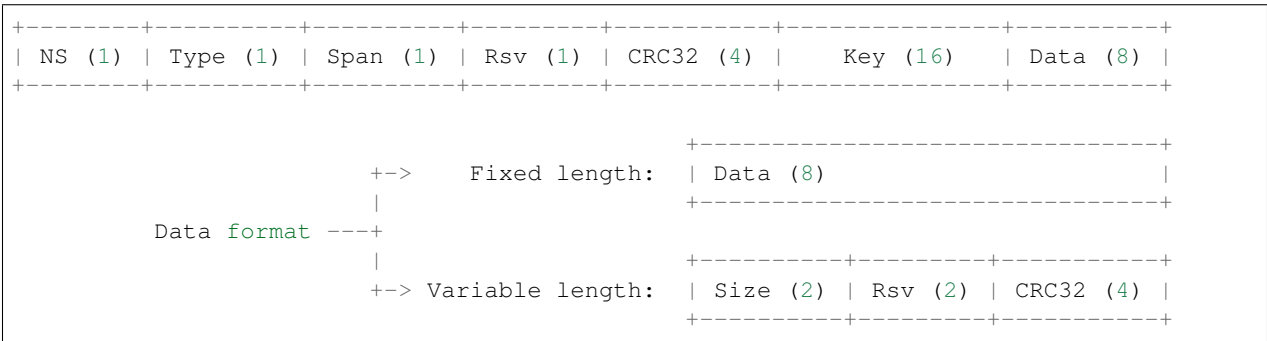 +--------+----------+----------+---------+-----------+---------------+----------+
| NS (1) | Type (1) | Span (1) | Rsv (1) | CRC32 (4) |    Key (16)   | Data (8) |
+--------+----------+----------+---------+-----------+---------------+----------+
                                               +--------------------------------+
                         +->    Fixed length:  | Data (8)                       |
                         |                     +--------------------------------+
          Data format ---+
                         |                     +----------+---------+-----------+
                         +-> Variable length:  | Size (2) | Rsv (2) | CRC32 (4) |
                                               +----------+---------+-----------+